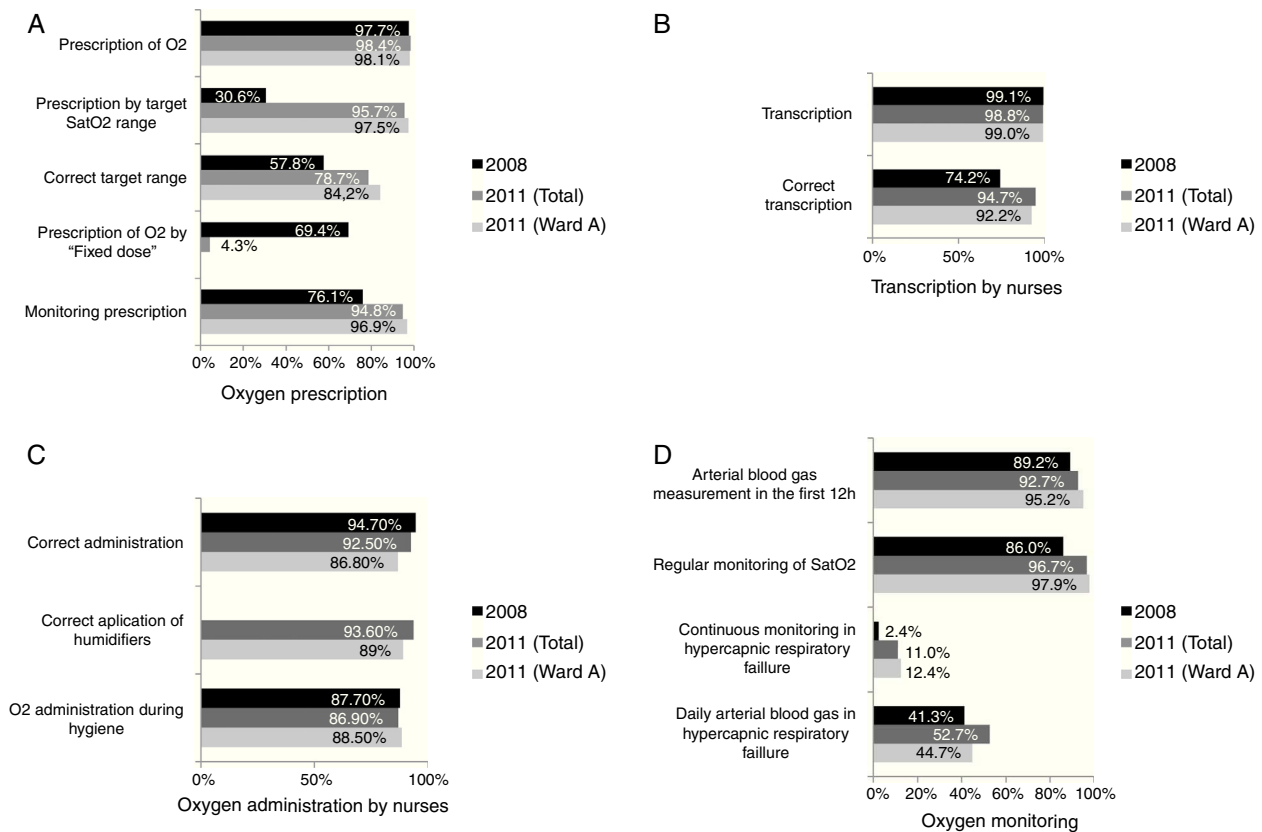 A
Prescription of O2
97.7%
98.4%
98.1%
Prescription by target
SatO2 range
30.6%
95.7%
97.5%
Correct target range
57.8%
78.7%
84,2%
Prescription of O2 by
“Fixed dose”
69.4%
4.3%
Monitoring prescription
76.1%
94.8%
96.9%
0% 20% 40% 60% 80% 100%
Oxygen prescription
2008
2011 (Total)
2011 (Ward A)
B
Transcription
99.1%
98.8%
99.0%
Correct
transcription
74.2%
94.7%
92.2%
0% 50% 100%
Transcription by nurses
2008
2011 (Total)
2011 (Ward A)
C
Correct administration
94.70%
92.50%
86.80%
Correct aplication of
humidifiers
93.60%
89%
O2 administration during
hygiene
87.70%
86.90%
88.50%
0% 50% 100%
Oxygen administration by nurses
2008
2011 (Total)
2011 (Ward A)
D
Arterial blood gas
measurement in the first 12h
89.2%
92.7%
95.2%
Regular monitoring of SatO2
86.0%
96.7%
97.9%
Continuous monitoring in
hypercapnic respiratory
faillure
2.4%
11.0%
12.4%
Daily arterial blood gas in
hypercapnic respiratory
faillure
41.3%
52.7%
44.7%
0% 20% 40% 60% 80% 100%
Oxygen monitoring
2008
2011 (Total)
2011 (Ward A)